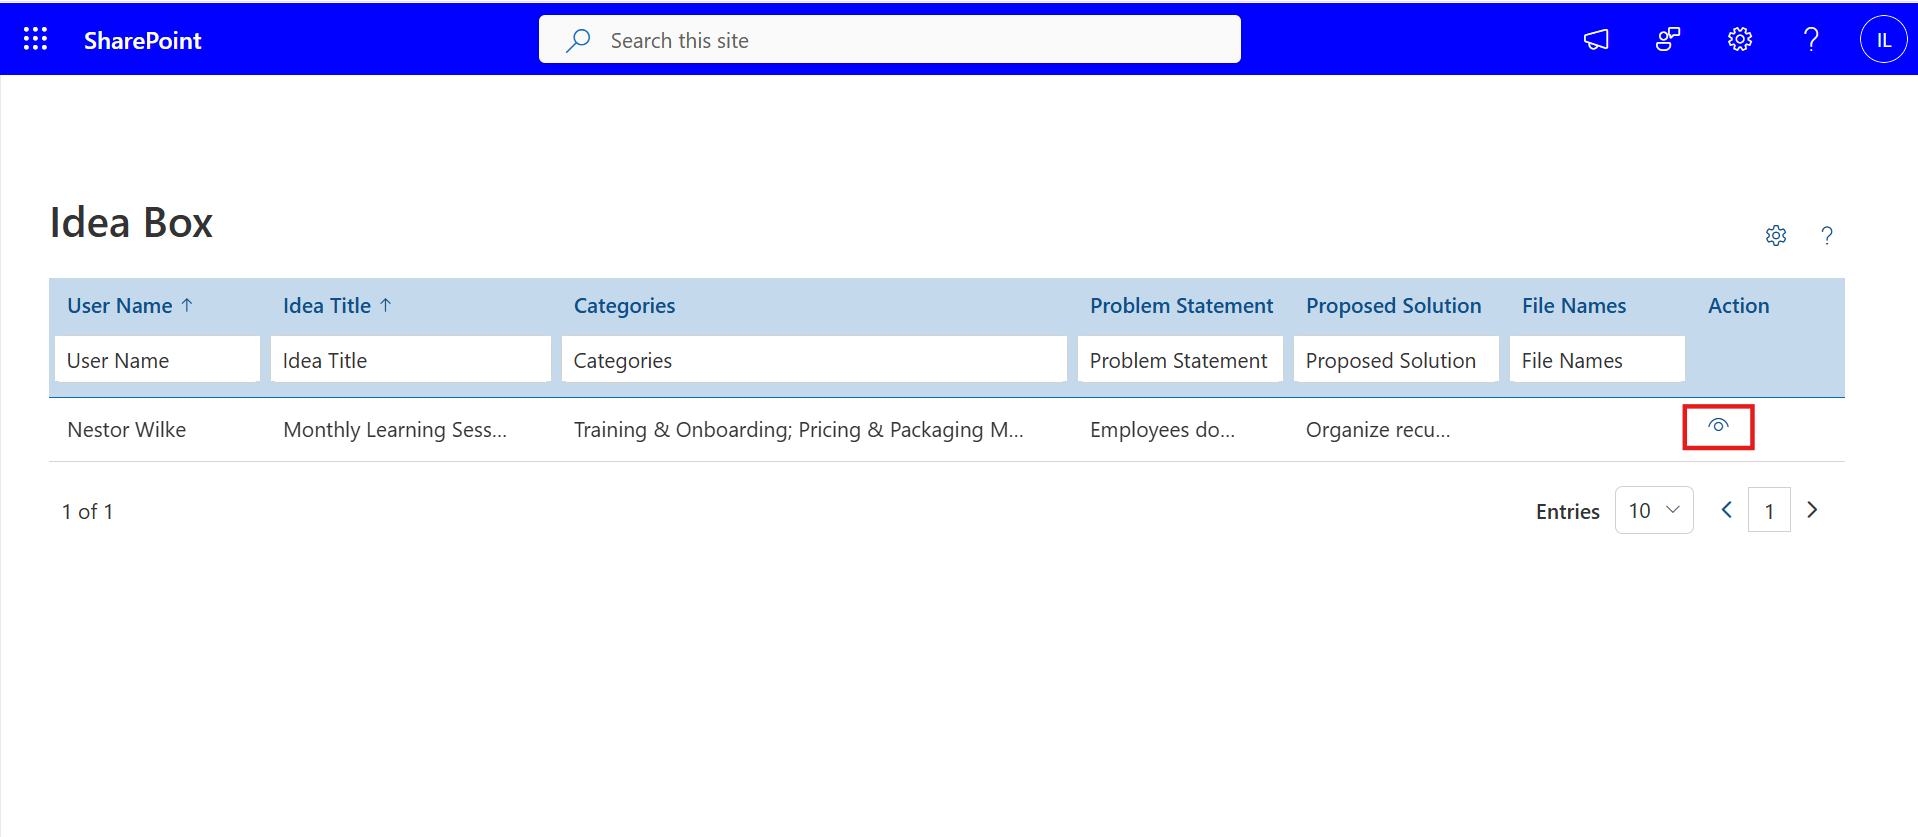 SharePoint
Search this site
IL
Idea Box
?
User Name ↑ Idea Title ↑ Categories Problem Statement Proposed Solution File Names Action
User Name Idea Title Categories Problem Statement Proposed Solution File Names
Nestor Wilke Monthly Learning Sess... Training & Onboarding; Pricing & Packaging M... Employees do... Organize recu...
1 of 1 Entries 10 1